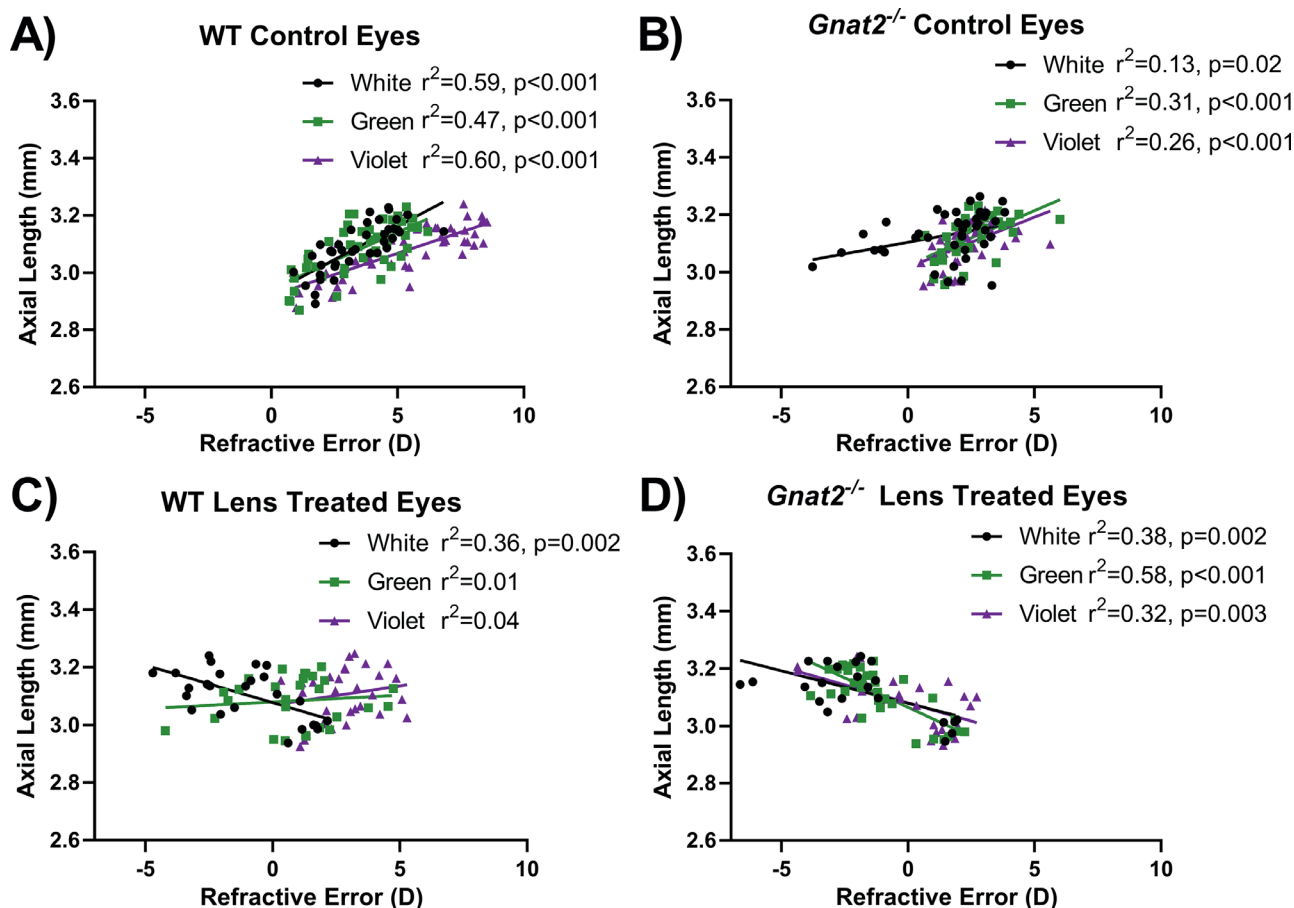 A)
WT Control Eyes
White r²=0.59, p<0.001
Green r²=0.47, p<0.001
Violet r²=0.60, p<0.001
3.6
3.4
3.2
3.0
2.8
2.6
Axial Length (mm)
-5 0 5 10
Refractive Error (D)
B)
Gnat2-/- Control Eyes
White r²=0.13, p=0.02
Green r²=0.31, p<0.001
Violet r²=0.26, p<0.001
3.6
3.4
3.2
3.0
2.8
2.6
Axial Length (mm)
-5 0 5 10
Refractive Error (D)
C)
WT Lens Treated Eyes
White r²=0.36, p=0.002
Green r²=0.01
Violet r²=0.04
3.6
3.4
3.2
3.0
2.8
2.6
Axial Length (mm)
-5 0 5 10
Refractive Error (D)
D)
Gnat2-/- Lens Treated Eyes
White r²=0.38, p=0.002
Green r²=0.58, p<0.001
Violet r²=0.32, p=0.003
3.6
3.4
3.2
3.0
2.8
2.6
Axial Length (mm)
-5 0 5 10
Refractive Error (D)